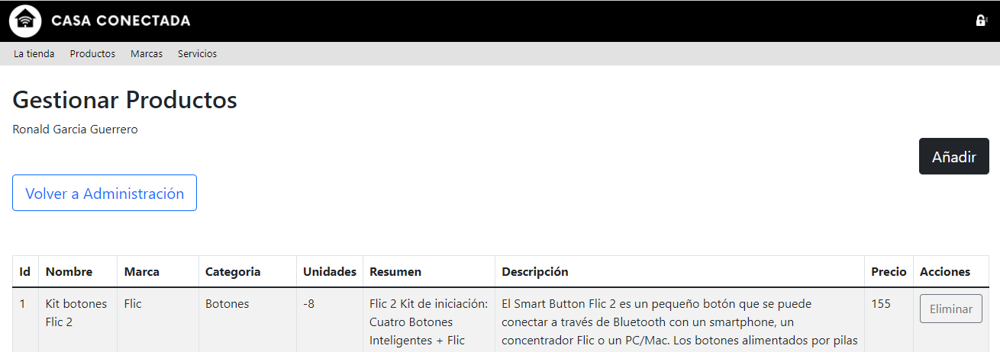 CASA CONECTADA
La tienda Productos Marcas Servicios
Gestionar Productos
Ronald Garcia Guerrero
Añadir
Volver a Administración
Id Nombre Marca Categoria Unidades Resumen Descripción Precio Acciones
1 Kit botones Flic Botones -8 Flic 2 Kit de iniciación: El Smart Button Flic 2 es un pequeño botón que se puede 155 Eliminar
Flic 2 Cuatro Botones conectar a través de Bluetooth con un smartphone, un
Inteligentes + Flic concentrador Flic o un PC/Mac. Los botones alimentados por pilas